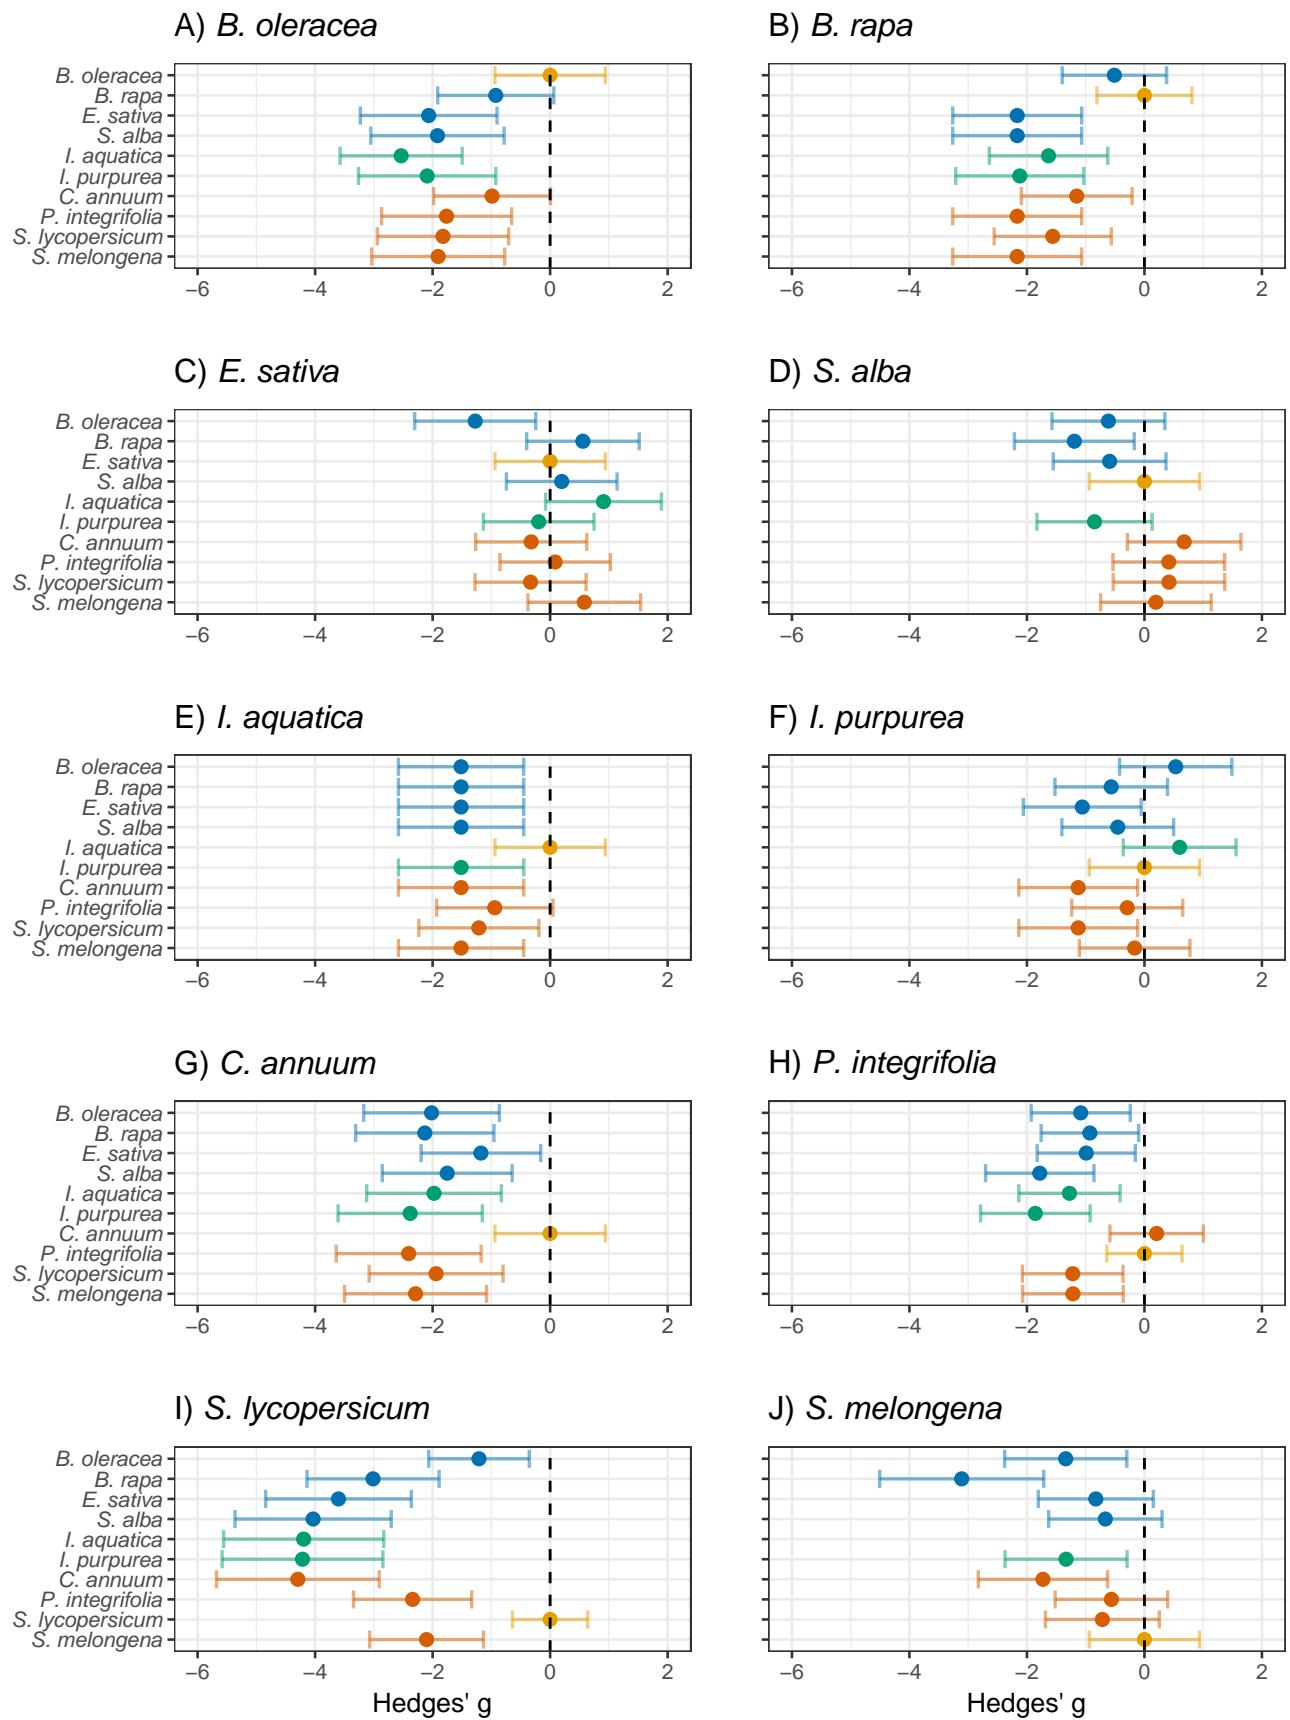 A) B. oleracea
B. oleracea
B. rapa
E. sativa
S. alba
I. aquatica
I. purpurea
C. annuum
P. integrifolia
S. lycopersicum
S. melongena
−6 −4 −2 0 2
B) B. rapa
−6 −4 −2 0 2
C) E. sativa
B. oleracea
B. rapa
E. sativa
S. alba
I. aquatica
I. purpurea
C. annuum
P. integrifolia
S. lycopersicum
S. melongena
−6 −4 −2 0 2
D) S. alba
−6 −4 −2 0 2
E) I. aquatica
B. oleracea
B. rapa
E. sativa
S. alba
I. aquatica
I. purpurea
C. annuum
P. integrifolia
S. lycopersicum
S. melongena
−6 −4 −2 0 2
F) I. purpurea
−6 −4 −2 0 2
G) C. annuum
B. oleracea
B. rapa
E. sativa
S. alba
I. aquatica
I. purpurea
C. annuum
P. integrifolia
S. lycopersicum
S. melongena
−6 −4 −2 0 2
H) P. integrifolia
−6 −4 −2 0 2
I) S. lycopersicum
B. oleracea
B. rapa
E. sativa
S. alba
I. aquatica
I. purpurea
C. annuum
P. integrifolia
S. lycopersicum
S. melongena
−6 −4 −2 0 2
Hedges' g
J) S. melongena
−6 −4 −2 0 2
Hedges' g